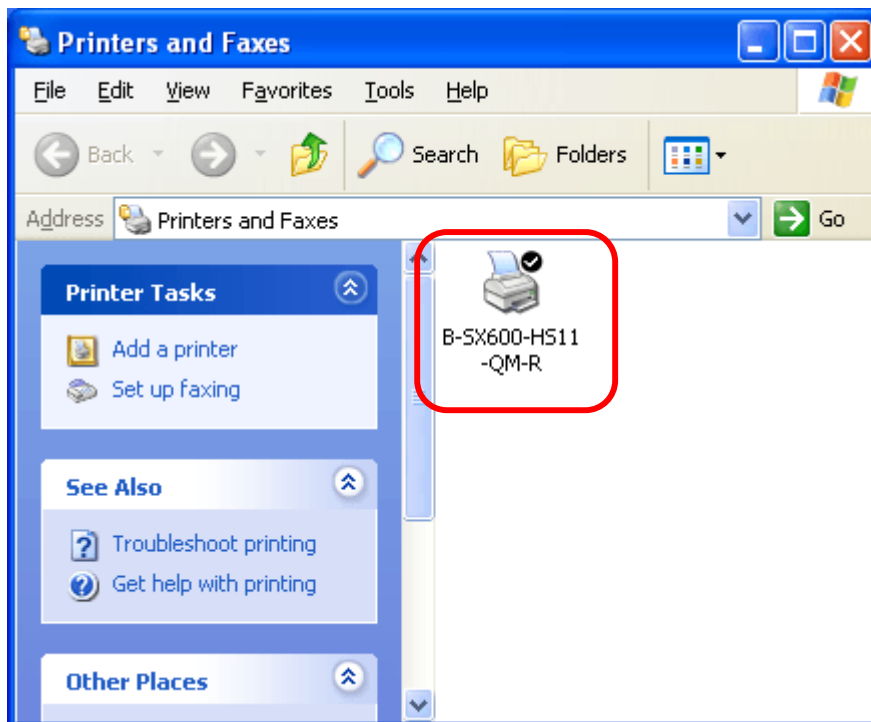 Printers and Faxes
File Edit View Favorites Tools Help
Back Search Folders
Address Printers and Faxes Go
Printer Tasks
Add a printer
Set up faxing
See Also
Troubleshoot printing
Get help with printing
Other Places
B-SX600-HS11
-QM-R